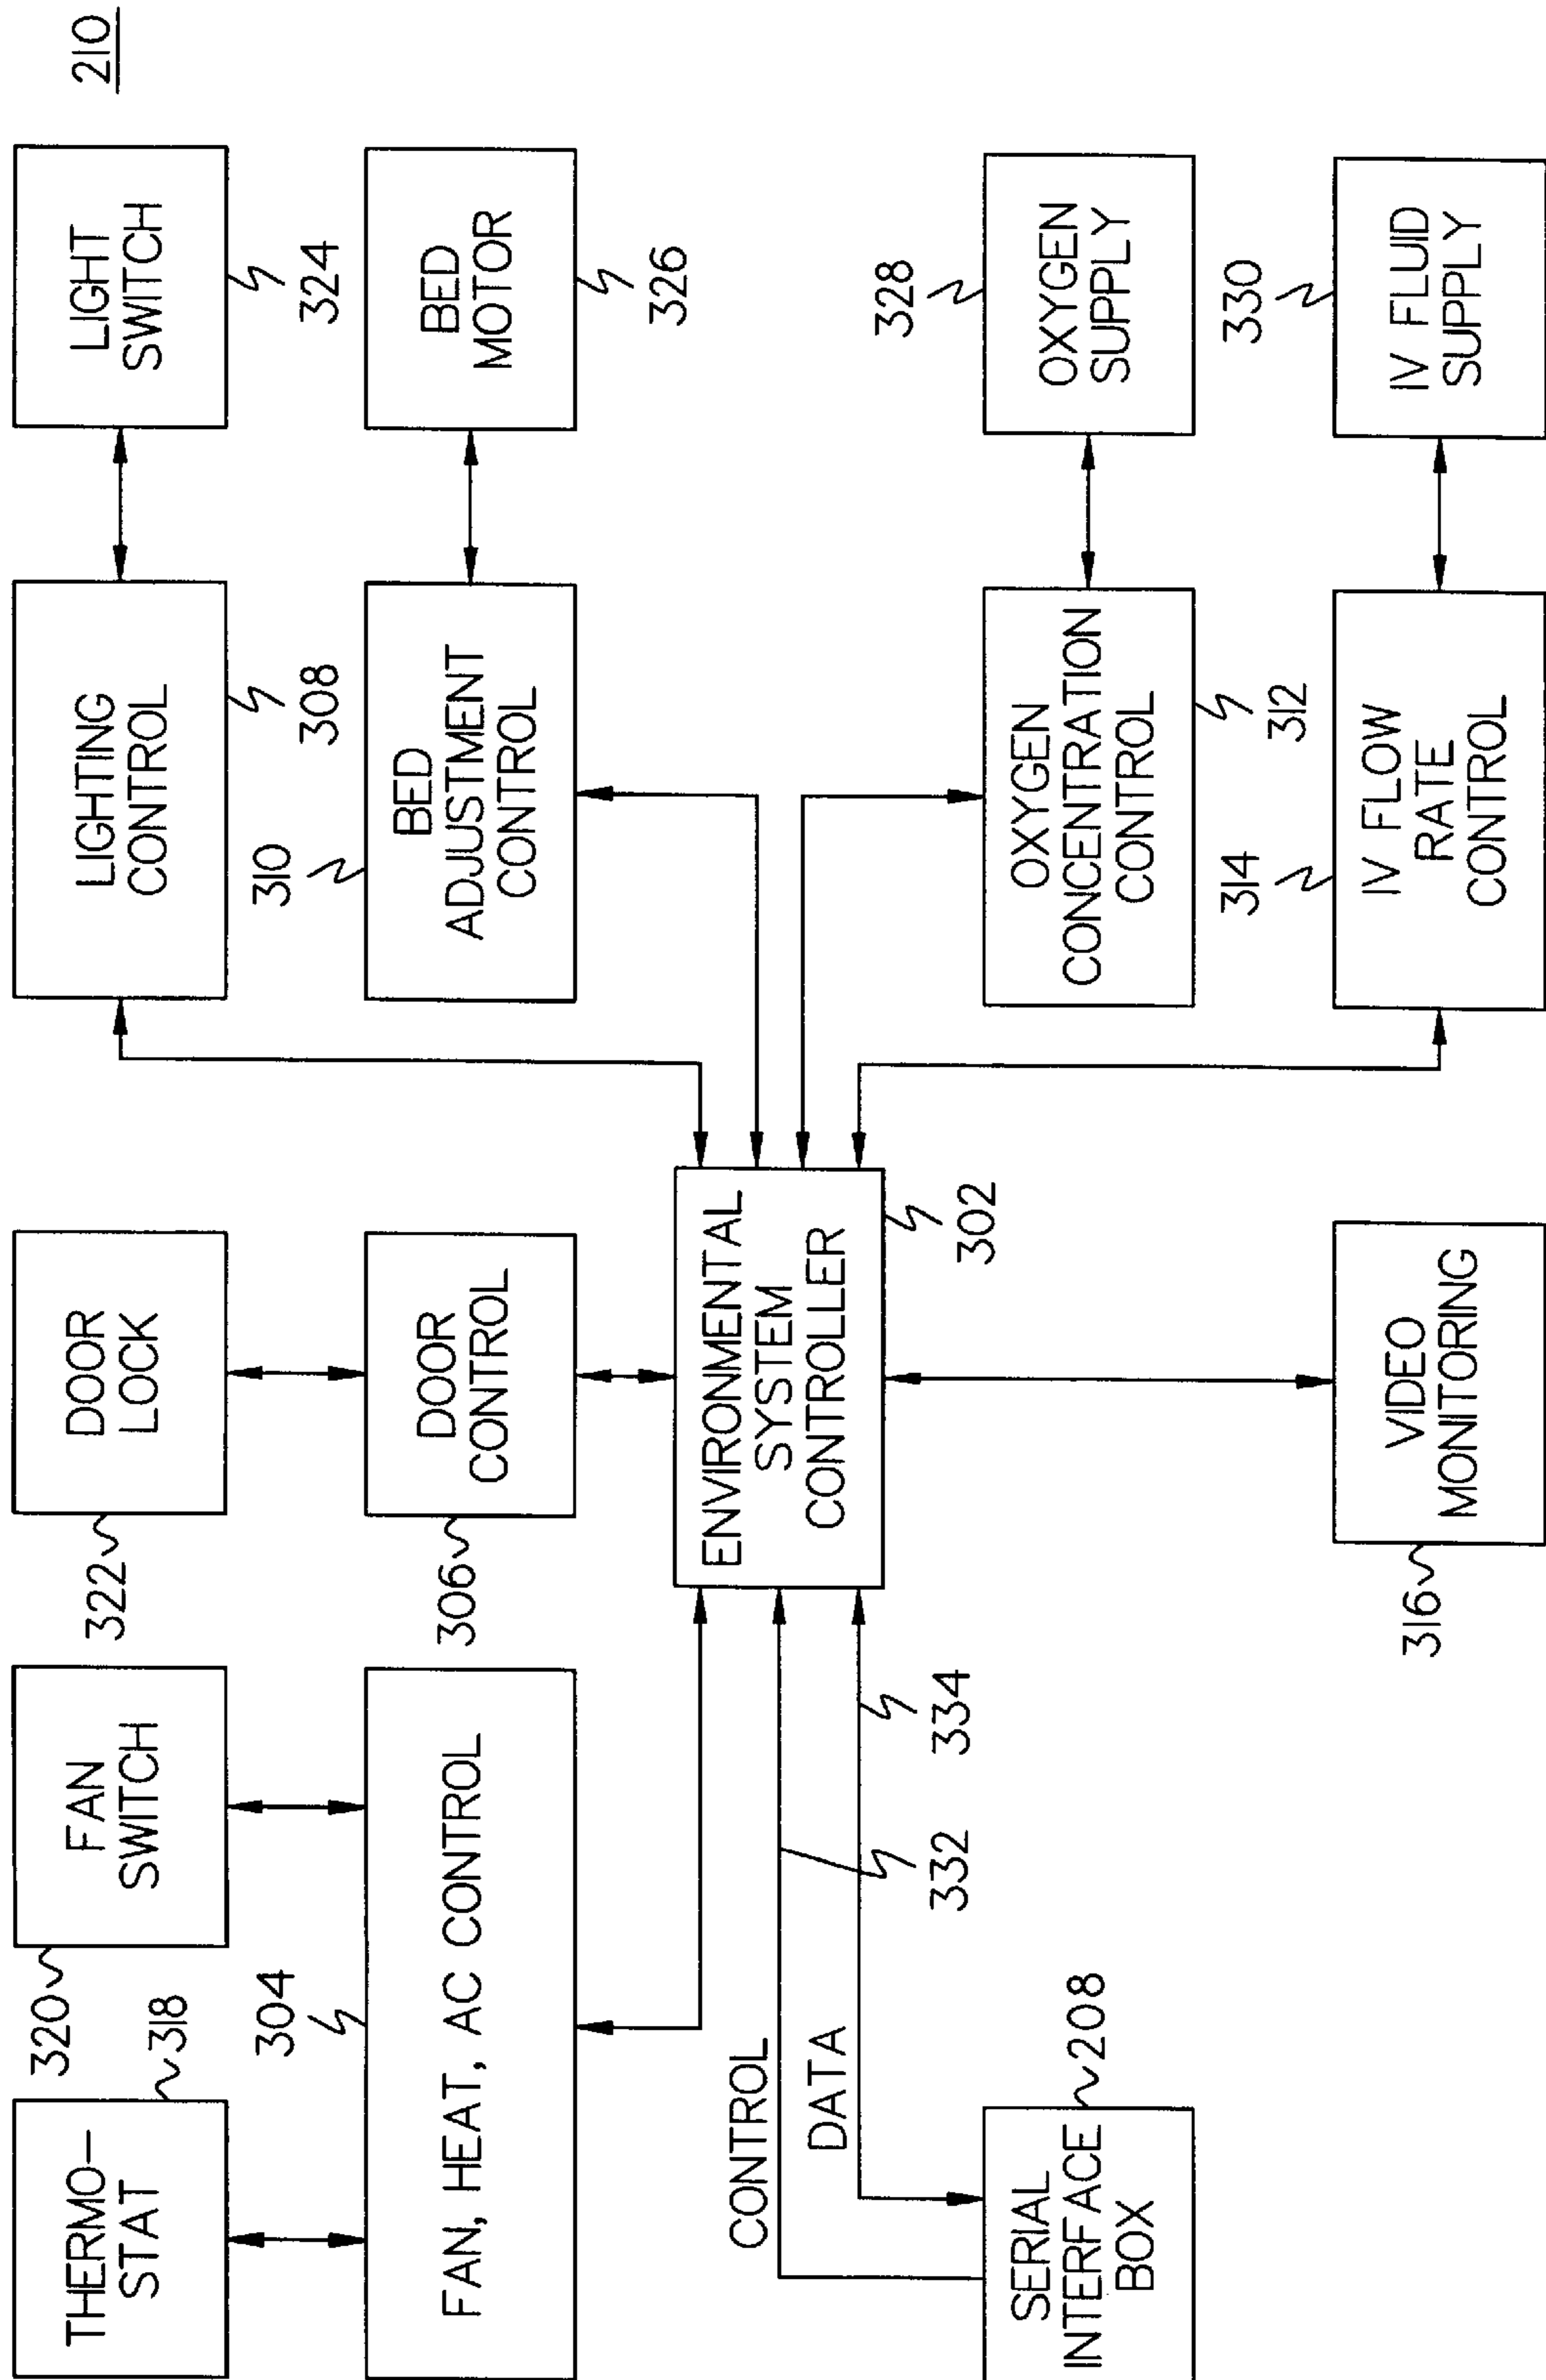 210
THERMO-
STAT
318
320
FAN
SWITCH
322
DOOR
LOCK
LIGHTING
CONTROL
308
LIGHT
SWITCH
324
304
FAN, HEAT, AC CONTROL
306
DOOR
CONTROL
310
BED
ADJUSTMENT
CONTROL
BED
MOTOR
326
CONTROL
DATA
332
334
ENVIRONMENTAL
SYSTEM
CONTROLLER
302
SERIAL
INTERFACE
BOX
208
OXYGEN
CONCENTRATION
CONTROL
312
328
OXYGEN
SUPPLY
316
VIDEO
MONITORING
314
IV FLOW
RATE
CONTROL
330
IV FLUID
SUPPLY